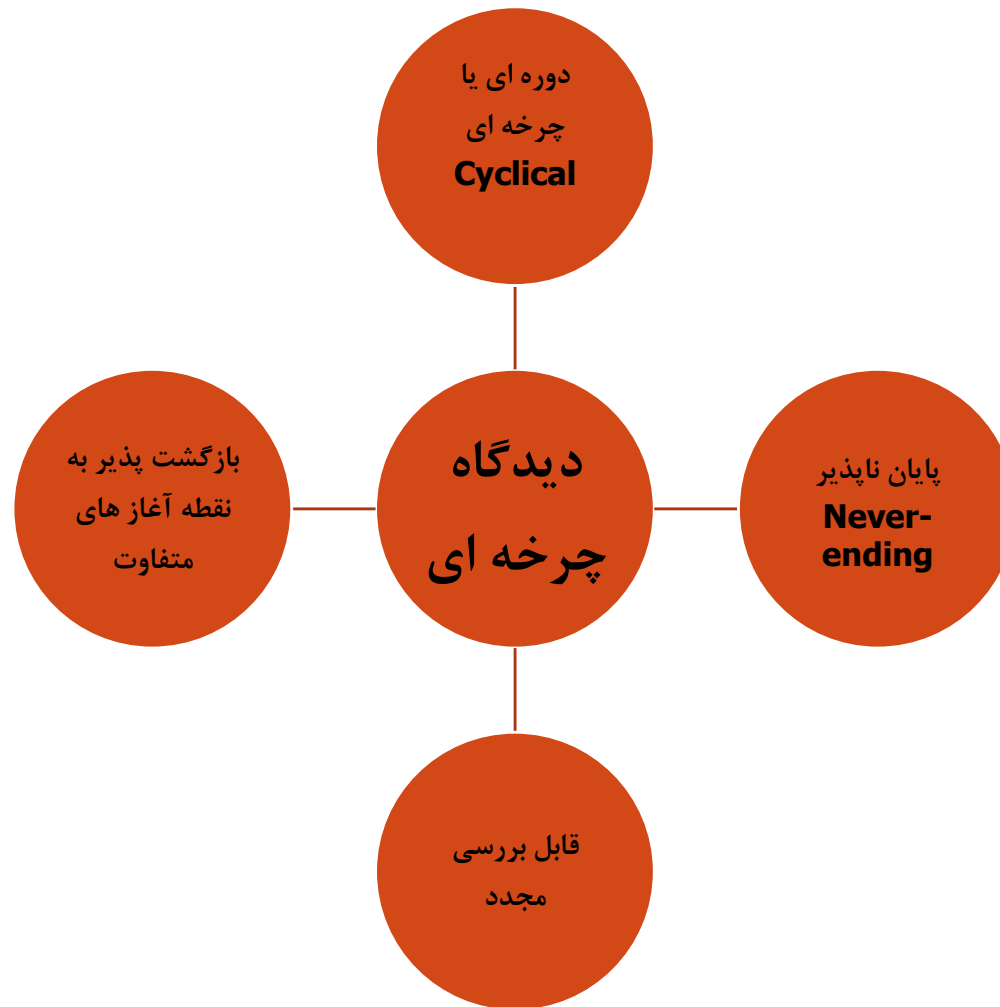 دوره ای یا
چرخه ای
Cyclical
بازگشت پذیر به
نقطه آغاز های
متفاوت
دیدگاه
چرخه ای
پایان ناپذیر
Never-
ending
قابل بررسی
مجدد